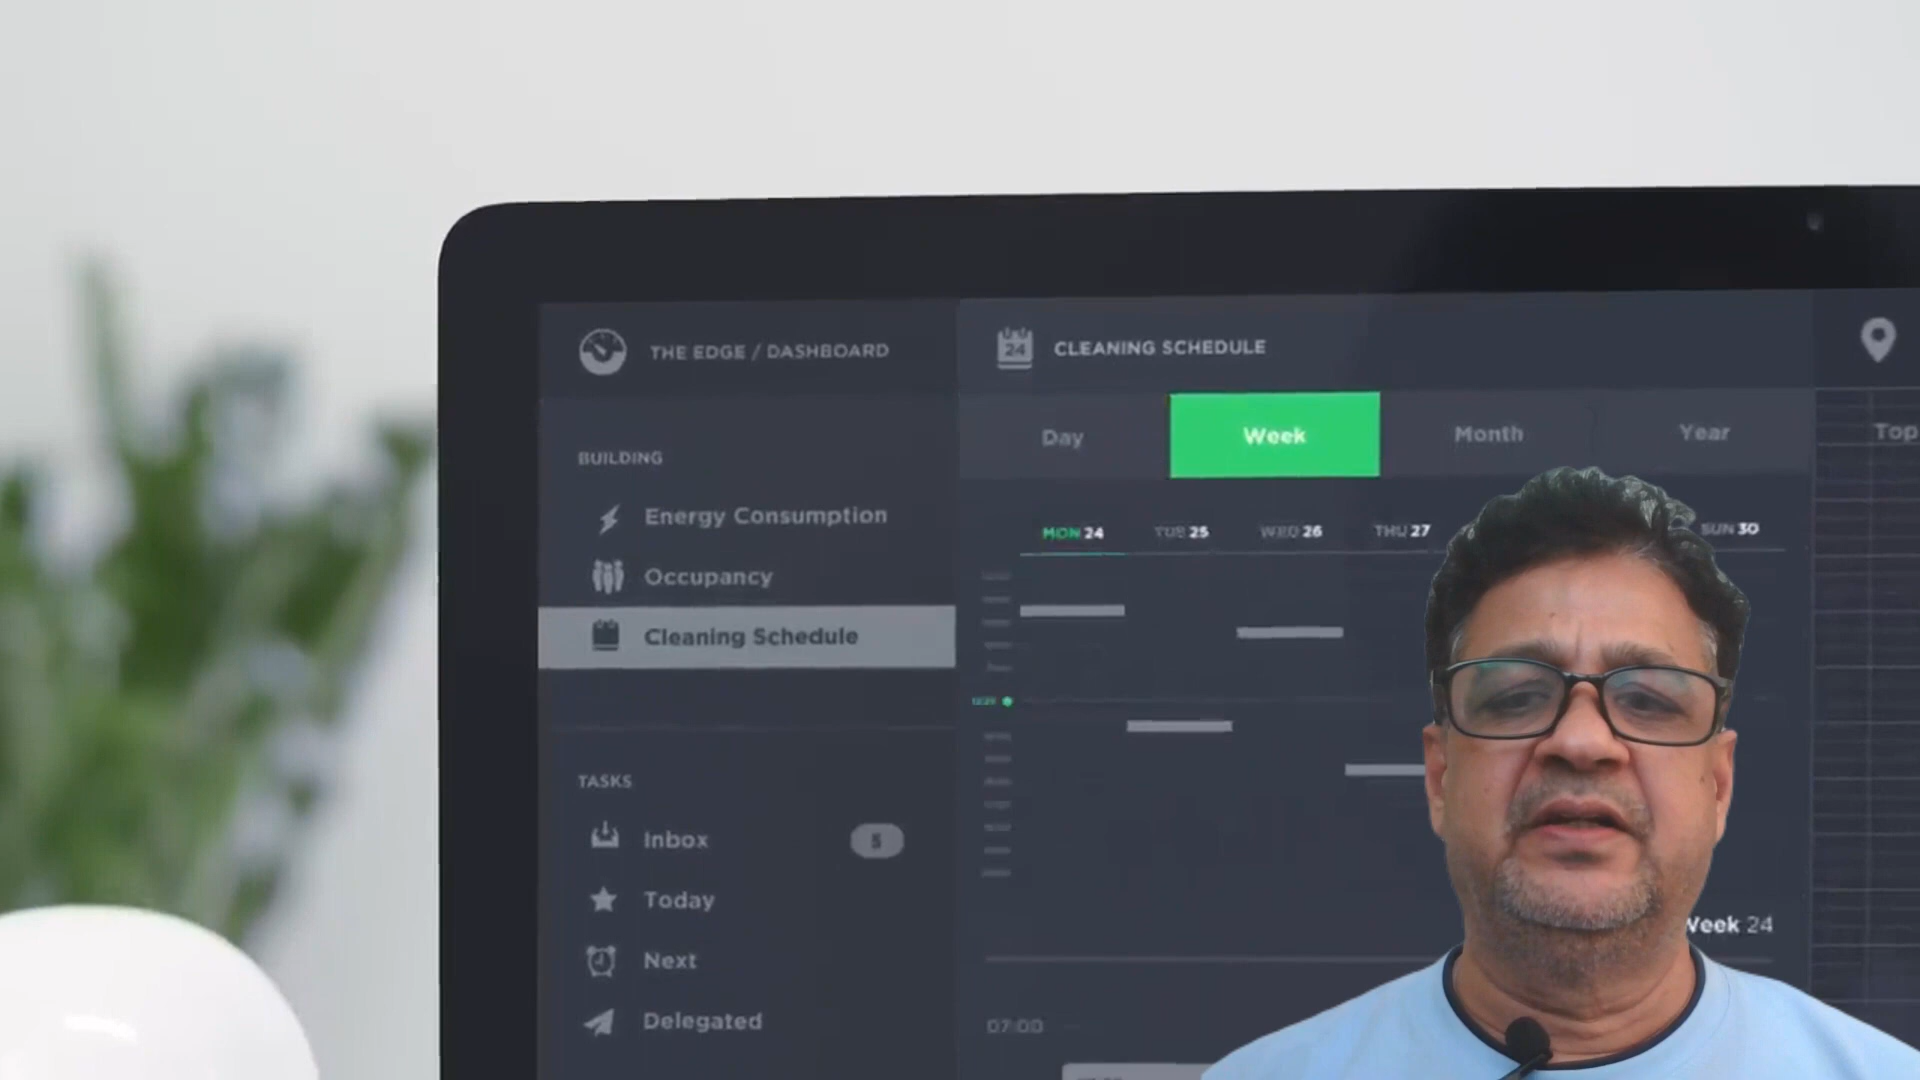 THE EDGE / DASHBOARD
BUILDING
Energy Consumption
Occupancy
Cleaning Schedule
TASKS
Inbox 5
Today
Next
Delegated
24 CLEANING SCHEDULE
Day Week Month Year
MON 24 TUE 25 WED 26 THU 27 SUN 30
Week 24
07:00
Top